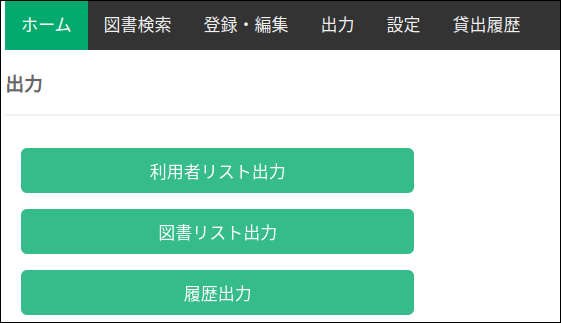 ホーム 図書検索 登録・編集 出力 設定 貸出履歴
出力
利用者リスト出力
図書リスト出力
履歴出力